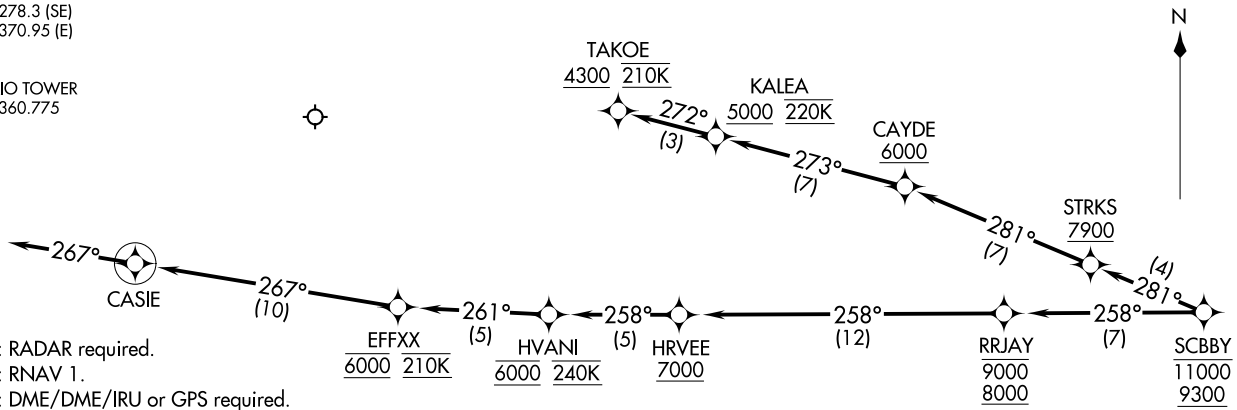 278.3 (SE)
370.95 (E)
IO TOWER
360.775
N
TAKOE
4300 210K
KALEA
5000 220K
CAYDE
6000
STRKS
7900
272°
(3)
273°
(7)
281°
(7)
281°
(4)
267°
CASIE
267°
(10)
EFFXX
6000 210K
261°
(5)
HVANI
6000 240K
258°
(5)
HRVEE
7000
258°
(12)
RRJAY
9000
8000
258°
(7)
SCBBY
11000
9300
: RADAR required.
: RNAV 1.
: DME/DME/IRU or GPS required.